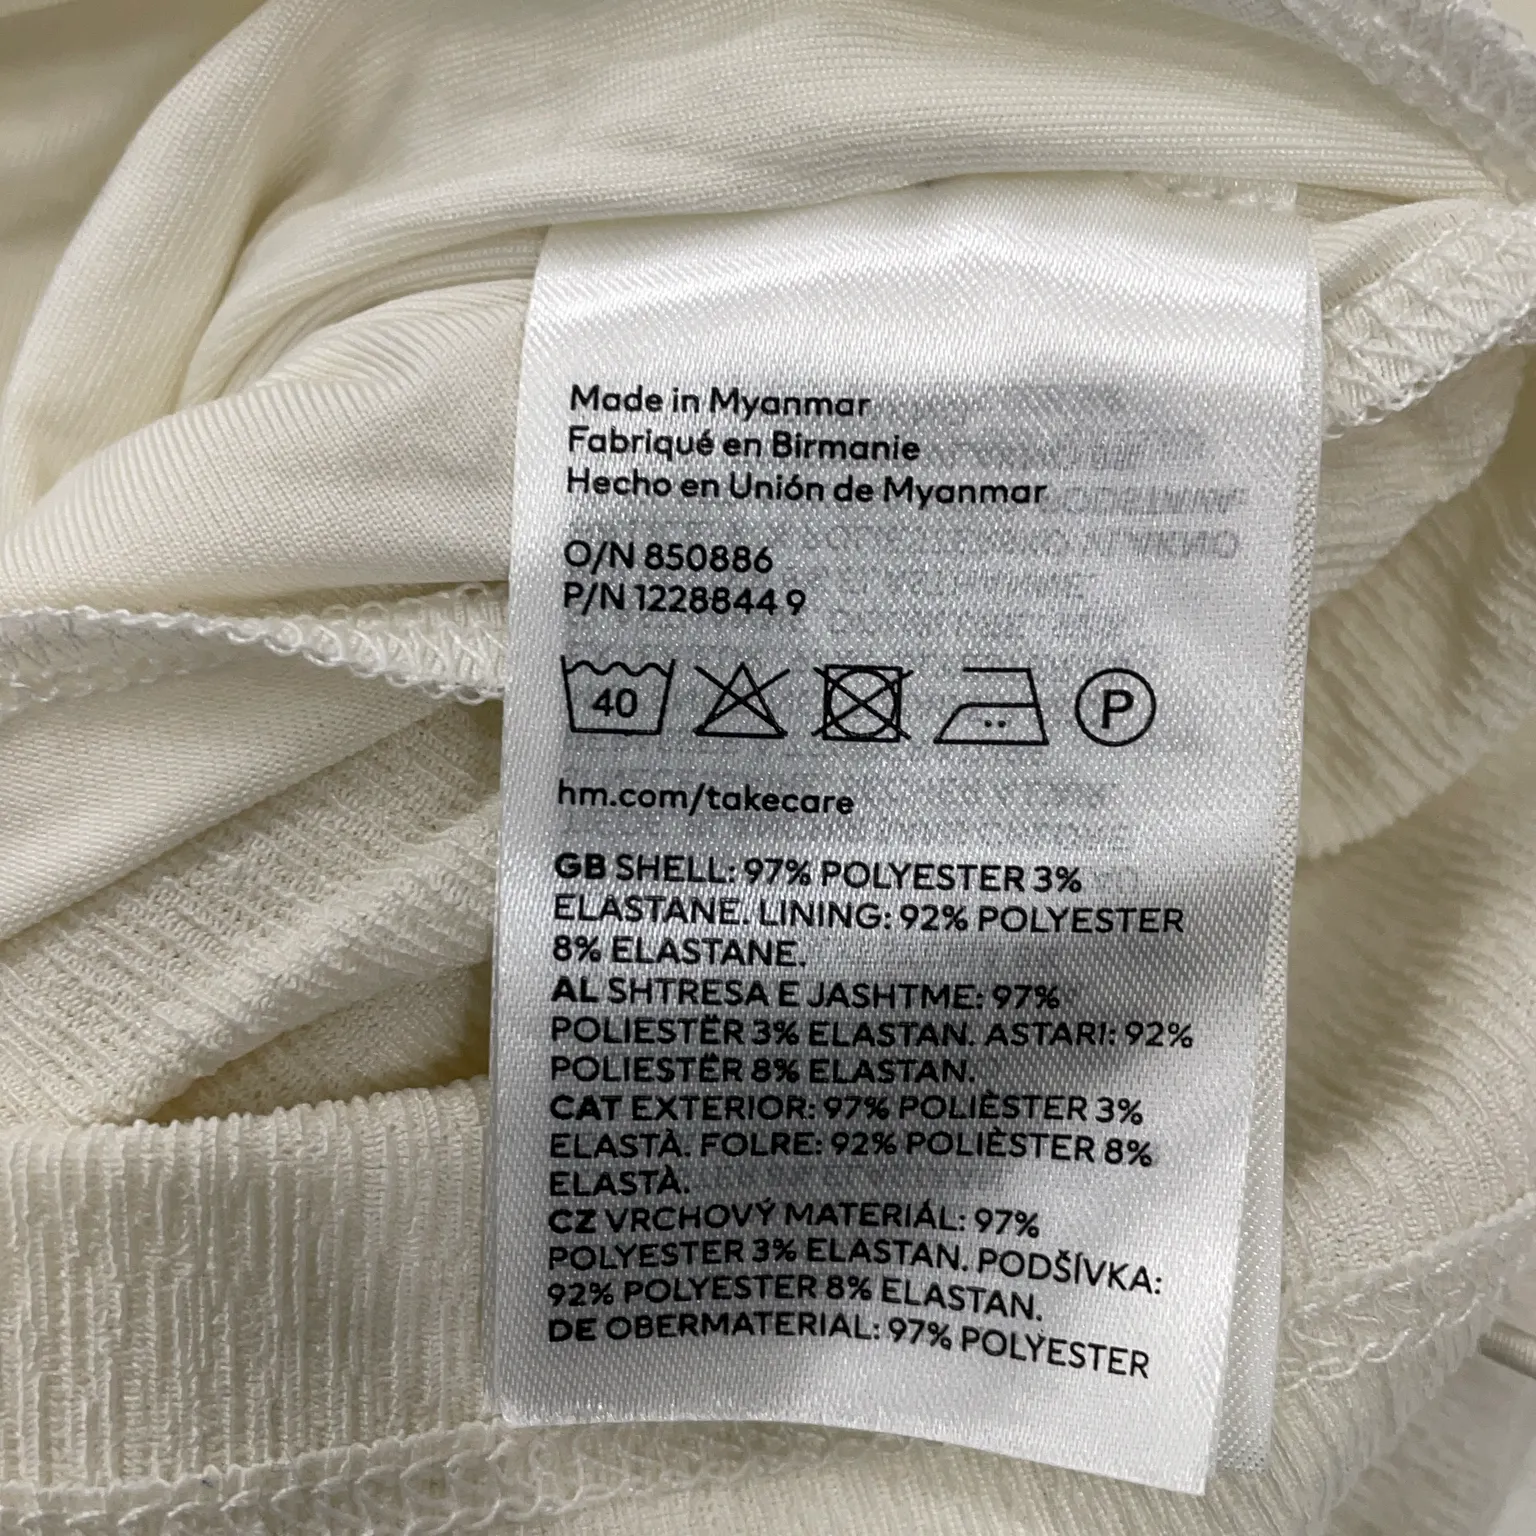 Made in Myanmar
Fabriqué en Birmanie
Hecho en Unión de Myanmar
O/N 850886
P/N 1228844 9
40 P
hm.com/takecare
GB SHELL: 97% POLYESTER 3%
ELASTANE. LINING: 92% POLYESTER
8% ELASTANE.
AL SHTRESA E JASHTME: 97%
POLIESTËR 3% ELASTAN. ASTARI: 92%
POLIESTËR 8% ELASTAN.
CAT EXTERIOR: 97% POLIÈSTER 3%
ELASTÀ. FOLRE: 92% POLIÈSTER 8%
ELASTÀ.
CZ VRCHOVÝ MATERIÁL: 97%
POLYESTER 3% ELASTAN. PODŠÍVKA:
92% POLYESTER 8% ELASTAN.
DE OBERMATERIAL: 97% POLYESTER